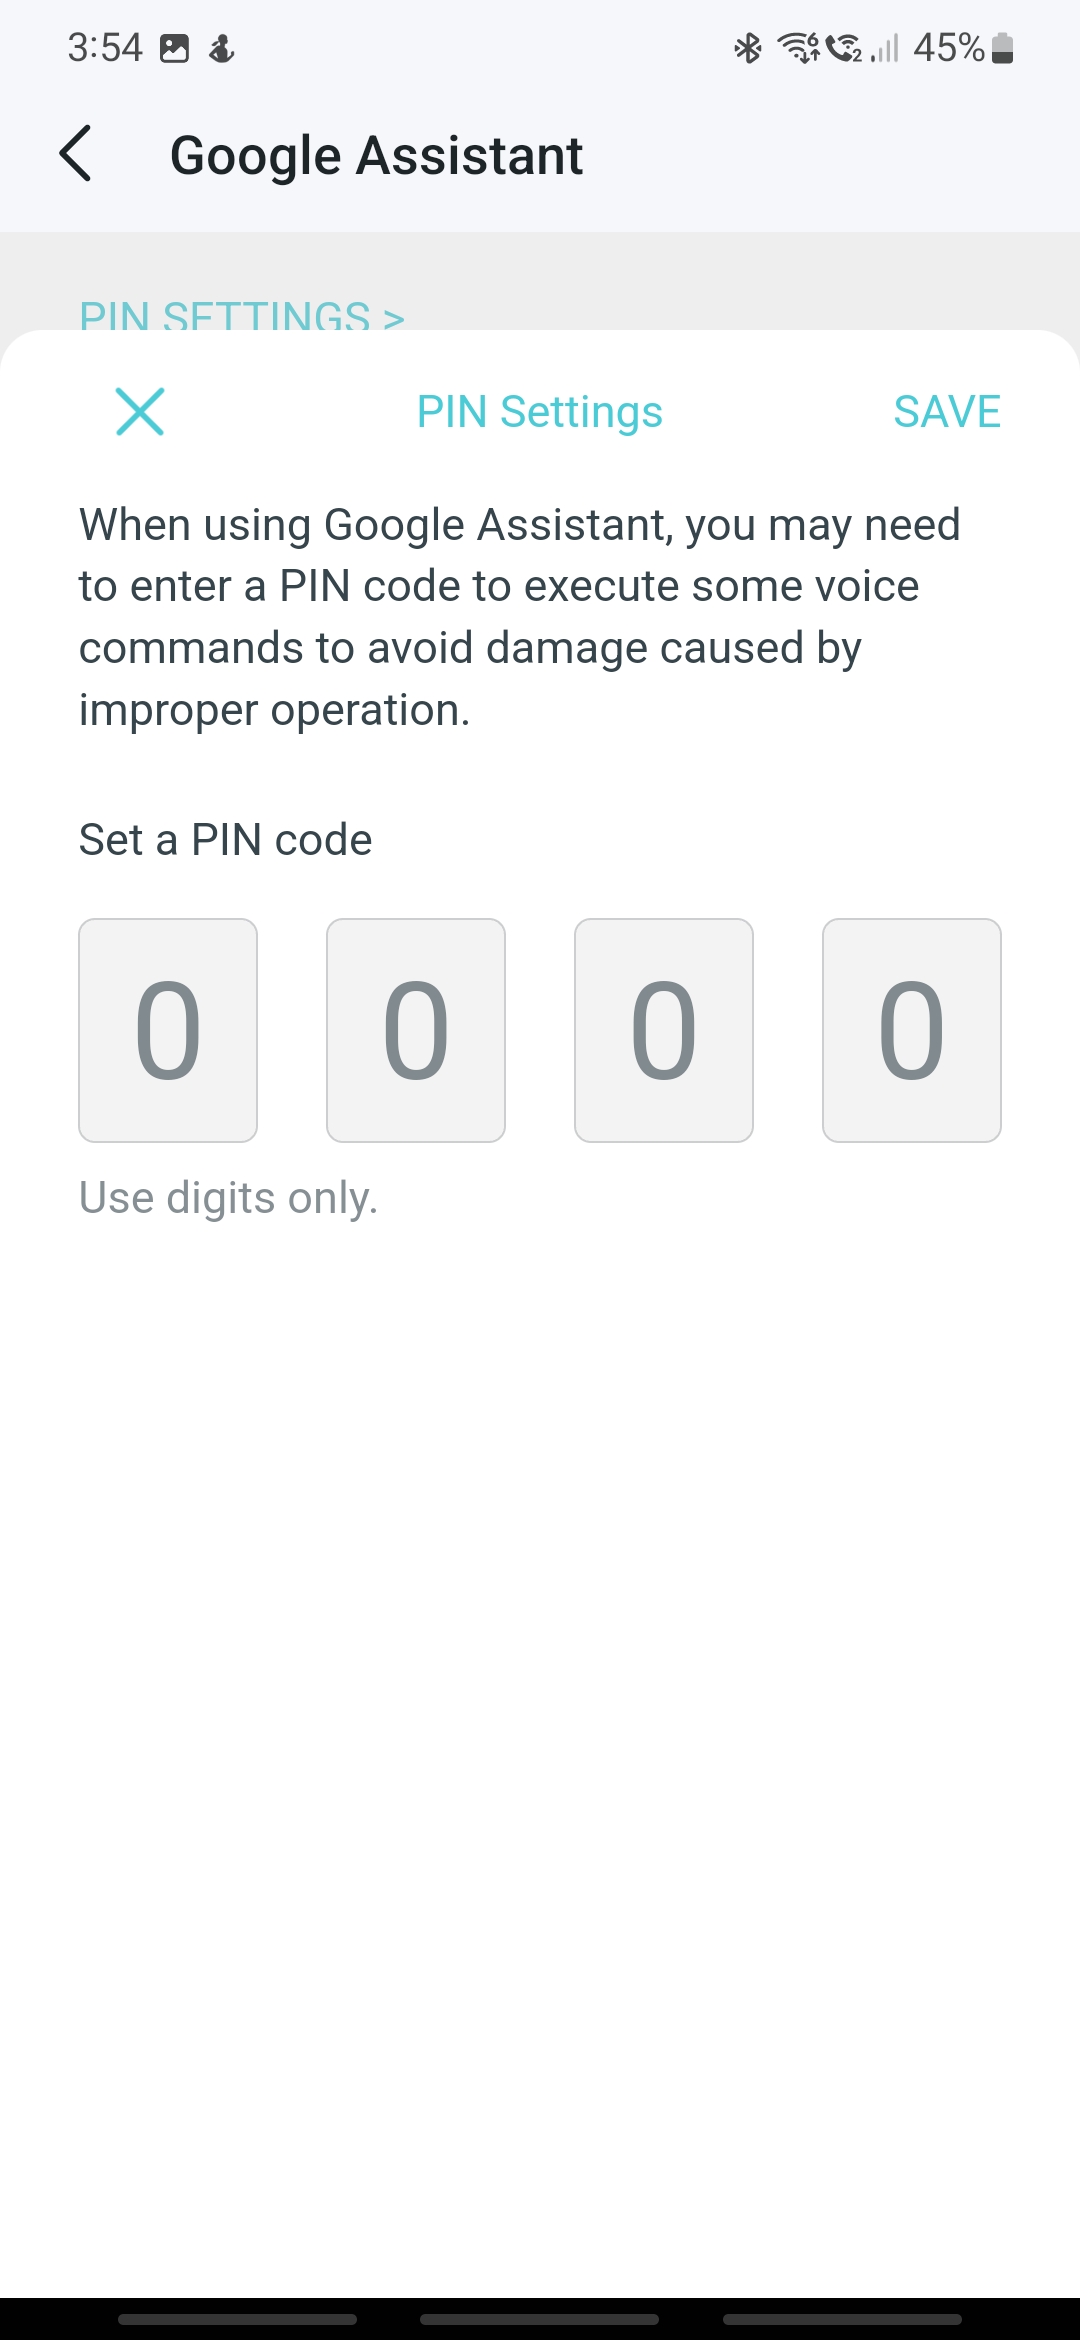 3:54
45%
Google Assistant
PIN SETTINGS >
PIN Settings
SAVE
When using Google Assistant, you may need
to enter a PIN code to execute some voice
commands to avoid damage caused by
improper operation.
Set a PIN code
0 0 0 0
Use digits only.